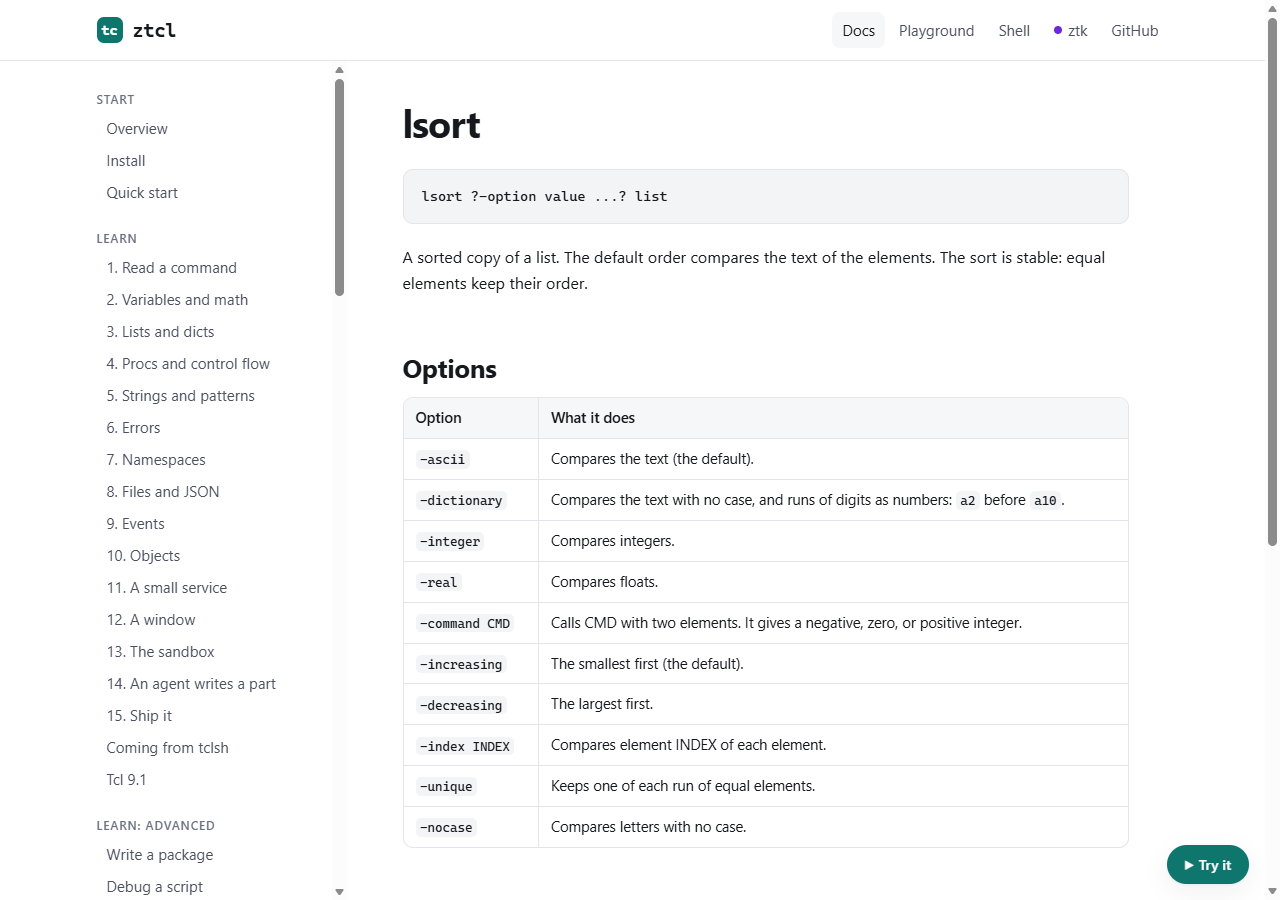 tc ztcl
Docs Playground Shell ztk GitHub
START
Overview
Install
Quick start
LEARN
1. Read a command
2. Variables and math
3. Lists and dicts
4. Procs and control flow
5. Strings and patterns
6. Errors
7. Namespaces
8. Files and JSON
9. Events
10. Objects
11. A small service
12. A window
13. The sandbox
14. An agent writes a part
15. Ship it
Coming from tclsh
Tcl 9.1
LEARN: ADVANCED
Write a package
Debug a script
lsort
lsort ?-option value ...? list
A sorted copy of a list. The default order compares the text of the elements. The sort is stable: equal
elements keep their order.
Options
Option What it does
-ascii Compares the text (the default).
-dictionary Compares the text with no case, and runs of digits as numbers: a2 before a10.
-integer Compares integers.
-real Compares floats.
-command CMD Calls CMD with two elements. It gives a negative, zero, or positive integer.
-increasing The smallest first (the default).
-decreasing The largest first.
-index INDEX Compares element INDEX of each element.
-unique Keeps one of each run of equal elements.
-nocase Compares letters with no case.
Try it